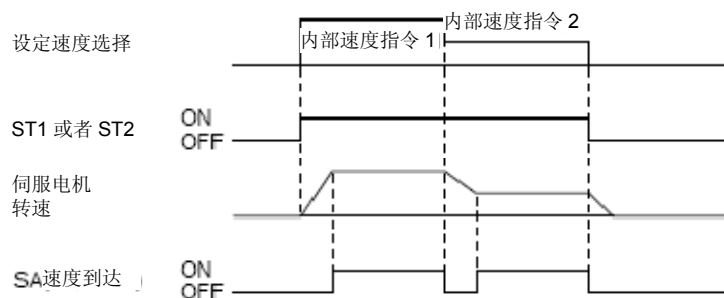 内部速度指令 2
设定速度选择
内部速度指令 1
ON
ST1 或者 ST2
OFF
伺服电机
转速
ON
SA速度到达
OFF